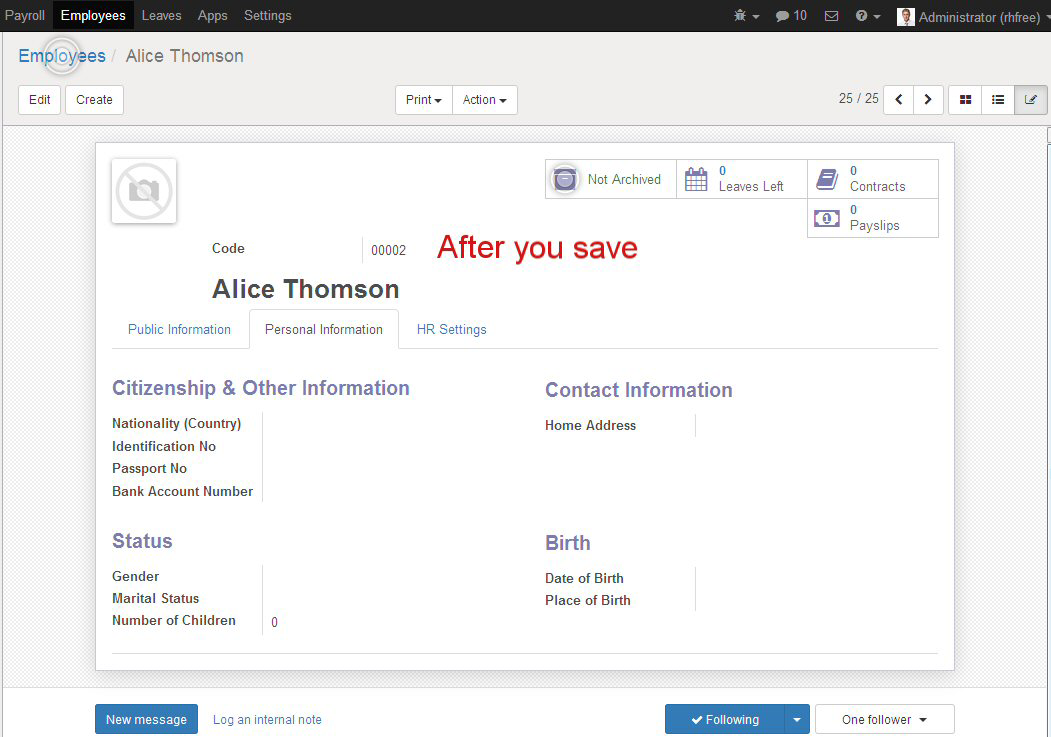 Payroll Employees Leaves Apps Settings 10 Administrator (rhfree)
Employees / Alice Thomson
Edit Create Print Action 25 / 25
Not Archived 0 Leaves Left 0 Contracts
0 Payslips
Code 00002 After you save
Alice Thomson
Public Information Personal Information HR Settings
Citizenship & Other Information Contact Information
Nationality (Country) Home Address
Identification No
Passport No
Bank Account Number
Status Birth
Gender Date of Birth
Marital Status Place of Birth
Number of Children 0
New message Log an internal note Following One follower